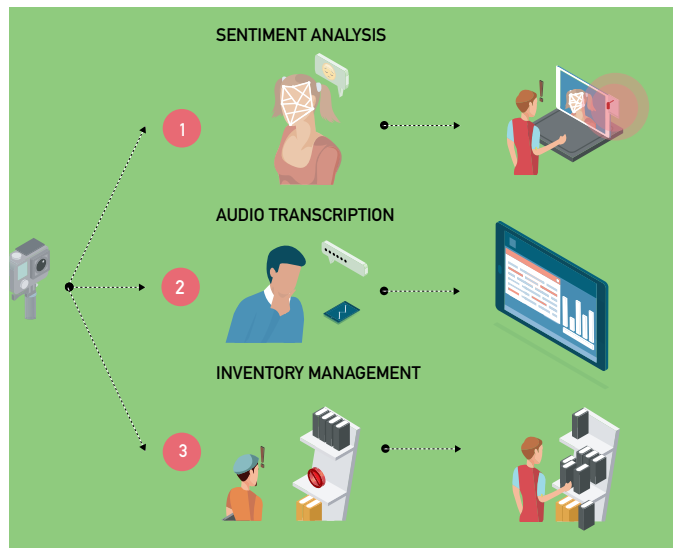 SENTIMENT ANALYSIS
1
AUDIO TRANSCRIPTION
2
INVENTORY MANAGEMENT
3